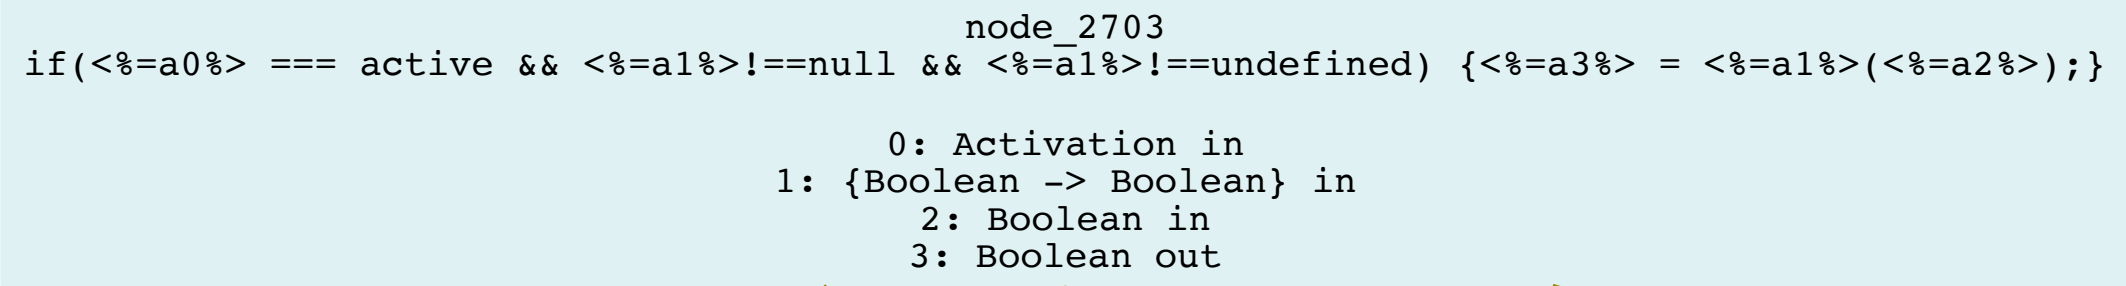 node_2703
if(<%=a0%> === active && <%=a1%>!==null && <%=a1%>!==undefined) {<%=a3%> = <%=a1%>(<%=a2%>);}
0: Activation in
1: {Boolean -> Boolean} in
2: Boolean in
3: Boolean out